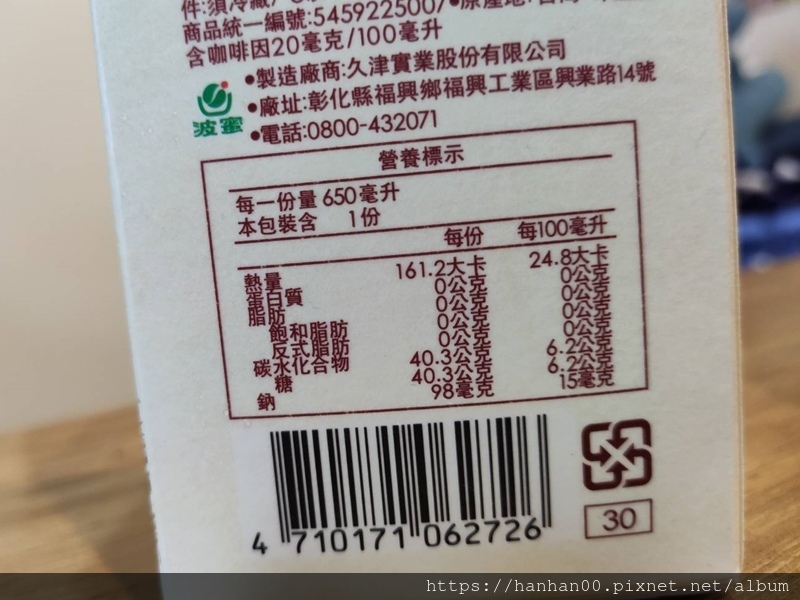 件:須冷藏7
商品統一編號:54592250
含咖啡因20毫克/100毫升
•製造廠商:久津實業股份有限公司
•廠址:彰化縣福興鄉福興工業區興業路14號
•電話:0800-432071
波蜜
營養標示
每一份量 650毫升
本包裝含 1份
每份 每100毫升
熱量 161.2大卡 24.8大卡
蛋白質 0公克 0公克
脂肪 0公克 0公克
飽和脂肪 0公克 0公克
反式脂肪 0公克 0公克
碳水化合物 40.3公克 6.2公克
糖 40.3公克 6.2公克
鈉 98毫克 15毫克
4 710171 062726
30
https://hanhan00.pixnet.net/album